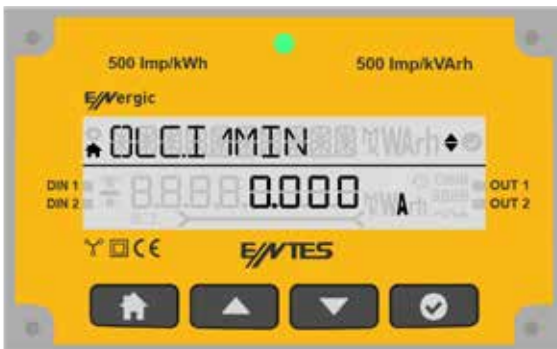 500 Imp/kWh 500 Imp/kVArh
ENergic
OLC.I 1MIN
DIN 1 0.000 A OUT 1
DIN 2 OUT 2
CE
ENTES